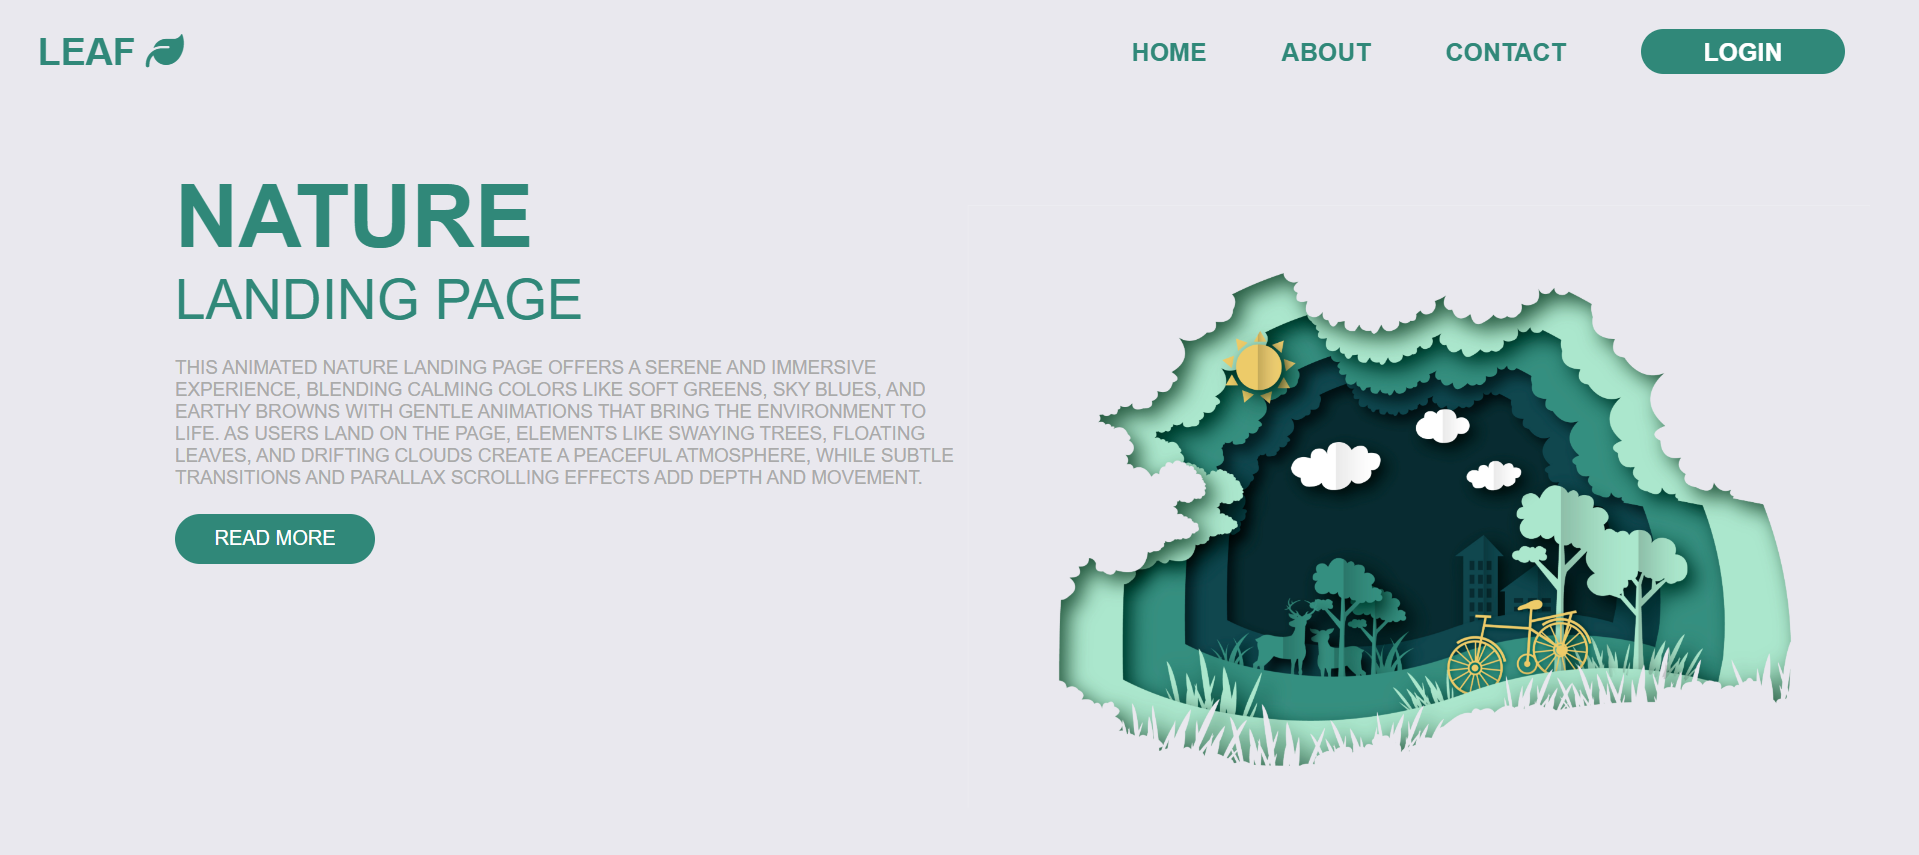 LEAF
HOME ABOUT CONTACT LOGIN
NATURE
LANDING PAGE
THIS ANIMATED NATURE LANDING PAGE OFFERS A SERENE AND IMMERSIVE
EXPERIENCE, BLENDING CALMING COLORS LIKE SOFT GREENS, SKY BLUES, AND
EARTHY BROWNS WITH GENTLE ANIMATIONS THAT BRING THE ENVIRONMENT TO
LIFE. AS USERS LAND ON THE PAGE, ELEMENTS LIKE SWAYING TREES, FLOATING
LEAVES, AND DRIFTING CLOUDS CREATE A PEACEFUL ATMOSPHERE, WHILE SUBTLE
TRANSITIONS AND PARALLAX SCROLLING EFFECTS ADD DEPTH AND MOVEMENT.
READ MORE